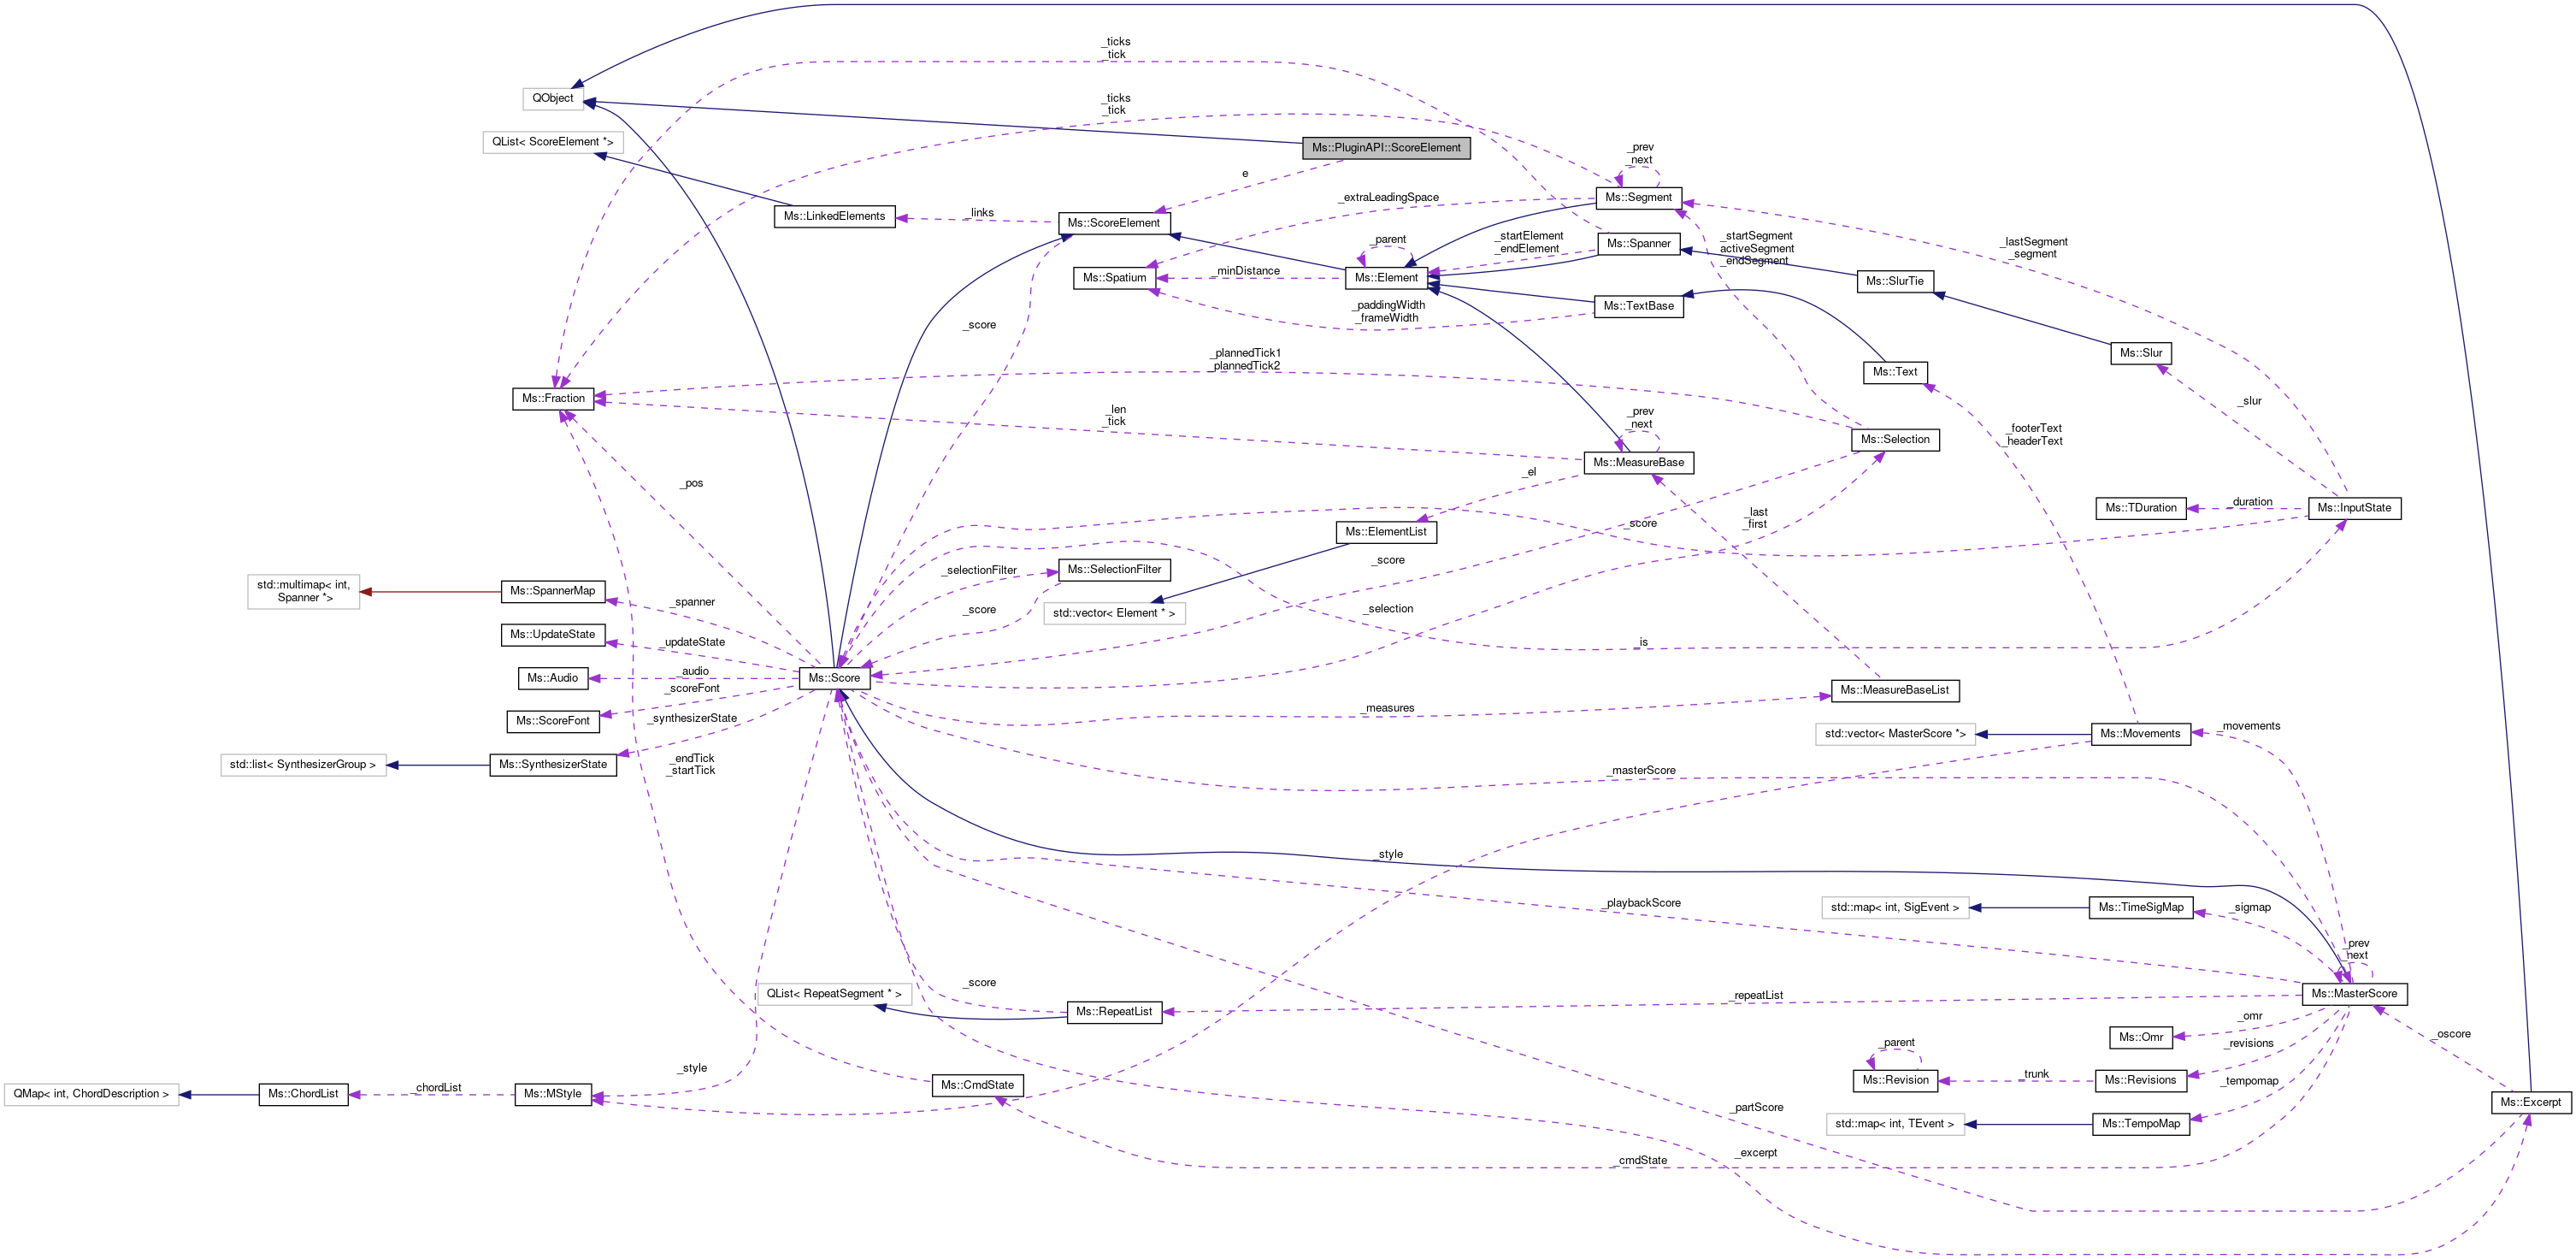 _ticks
_tick
QObject
_ticks
_tick
QList< ScoreElement *>
Ms::PluginAPI::ScoreElement
_prev
_next
e
_extraLeadingSpace
Ms::Segment
Ms::LinkedElements
_links
Ms::ScoreElement
_parent
_startElement
_endElement
Ms::Spanner
_startSegment
_activeSegment
_endSegment
_lastSegment
_segment
Ms::Spatium
_minDistance
Ms::Element
Ms::SlurTie
_paddingWidth
_frameWidth
Ms::TextBase
_score
_plannedTick1
_plannedTick2
Ms::Slur
Ms::Text
Ms::Fraction
_slur
_len
_tick
_prev
_next
_footerText
_headerText
Ms::Selection
Ms::MeasureBase
_pos
_el
_last
_first
Ms::TDuration
_duration
Ms::InputState
Ms::ElementList
_score
_score
std::multimap< int,
Spanner *>
Ms::SpannerMap
_selectionFilter
Ms::SelectionFilter
_spanner
_score
std::vector< Element * >
_selection
Ms::UpdateState
_updateState
_is
Ms::Audio
_audio
Ms::Score
_scoreFont
Ms::MeasureBaseList
Ms::ScoreFont
_synthesizerState
_measures
std::vector< MasterScore *>
Ms::Movements
_movements
std::list< SynthesizerGroup >
Ms::SynthesizerState
_endTick
_startTick
_masterScore
_style
_playbackScore
std::map< int, SigEvent >
Ms::TimeSigMap
_sigmap
_prev
_next
_score
QList< RepeatSegment * >
Ms::RepeatList
_repeatList
Ms::MasterScore
_omr
Ms::Omr
_oscore
_parent
_revisions
_style
Ms::Revision
_trunk
Ms::Revisions
QMap< int, ChordDescription >
Ms::ChordList
_chordList
Ms::MStyle
Ms::CmdState
_tempomap
_partScore
Ms::Excerpt
std::map< int, TEvent >
Ms::TempoMap
_cmdState
_excerpt